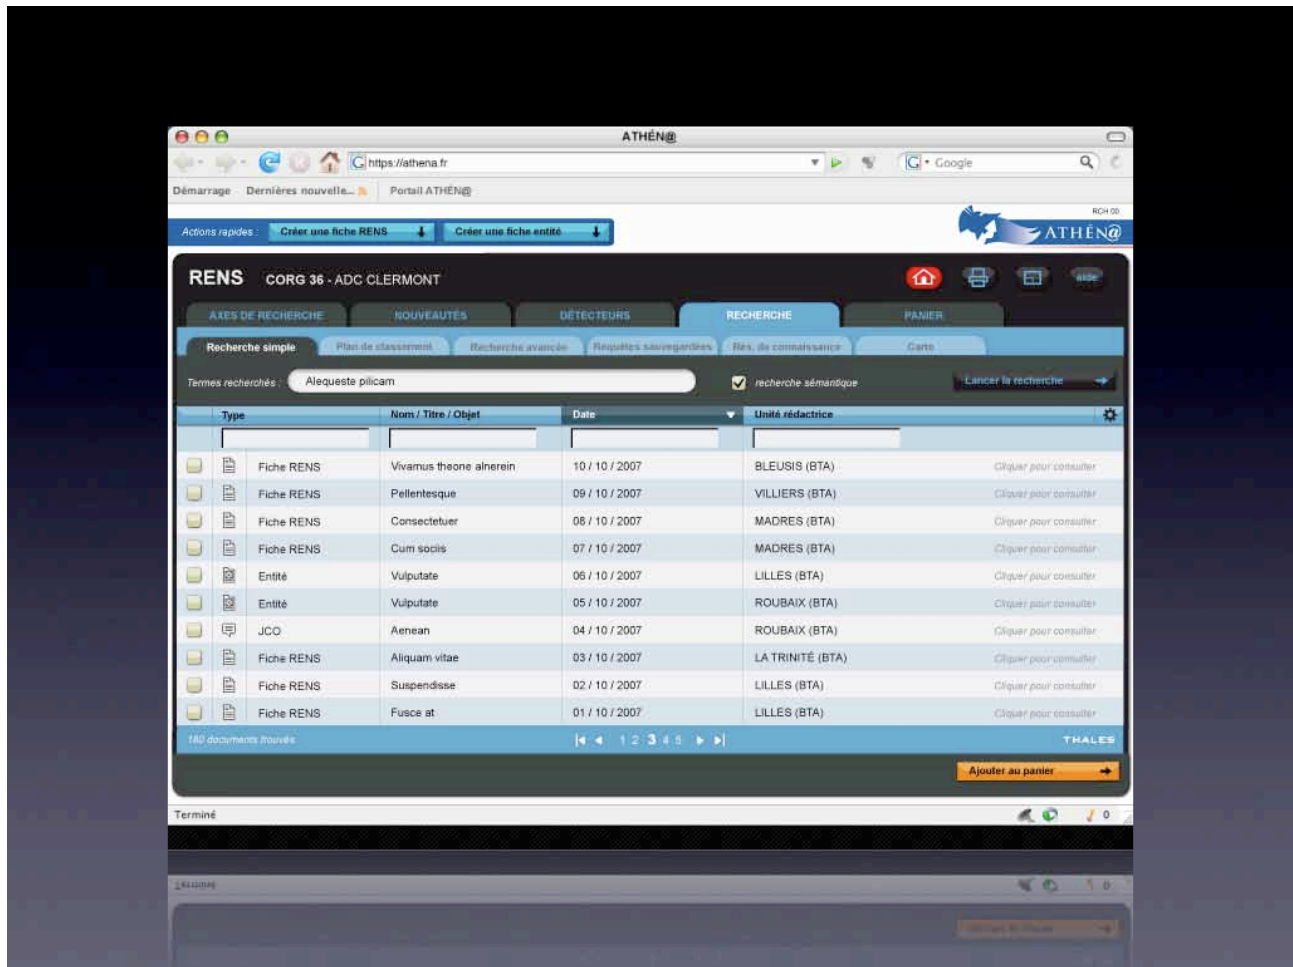 ATHÉN@
https://athena.fr
Google
Démarrage Dernières nouvelle... Portail ATHÉN@
RCH 00
Actions rapides : Créer une fiche RENS Créer une fiche entité
ATHÉN@
RENS CORG 36 - ADC CLERMONT
aide
AXES DE RECHERCHE NOUVEAUTÉS DÉTECTEURS RECHERCHE PANIER
Recherche simple Plan de classement Recherche avancée Requêtes sauvegardées Rés. de connaissance Carto
Termes recherchés : Alequeste pilicam recherche sémantique Lancer la recherche
Type Nom / Titre / Objet Date Unité rédactrice
Fiche RENS Vivamus theone alnerein 10 / 10 / 2007 BLEUSIS (BTA) Cliquer pour consulter
Fiche RENS Pellentesque 09 / 10 / 2007 VILLIERS (BTA) Cliquer pour consulter
Fiche RENS Consectetuer 08 / 10 / 2007 MADRES (BTA) Cliquer pour consulter
Fiche RENS Cum sociis 07 / 10 / 2007 MADRES (BTA) Cliquer pour consulter
Entité Vulputate 06 / 10 / 2007 LILLES (BTA) Cliquer pour consulter
Entité Vulputate 05 / 10 / 2007 ROUBAIX (BTA) Cliquer pour consulter
JCO Aenean 04 / 10 / 2007 ROUBAIX (BTA) Cliquer pour consulter
Fiche RENS Aliquam vitae 03 / 10 / 2007 LA TRINITÉ (BTA) Cliquer pour consulter
Fiche RENS Suspendisse 02 / 10 / 2007 LILLES (BTA) Cliquer pour consulter
Fiche RENS Fusce at 01 / 10 / 2007 LILLES (BTA) Cliquer pour consulter
180 documents trouvés 1 2 3 4 5 THALES
Ajouter au panier
Terminé 0